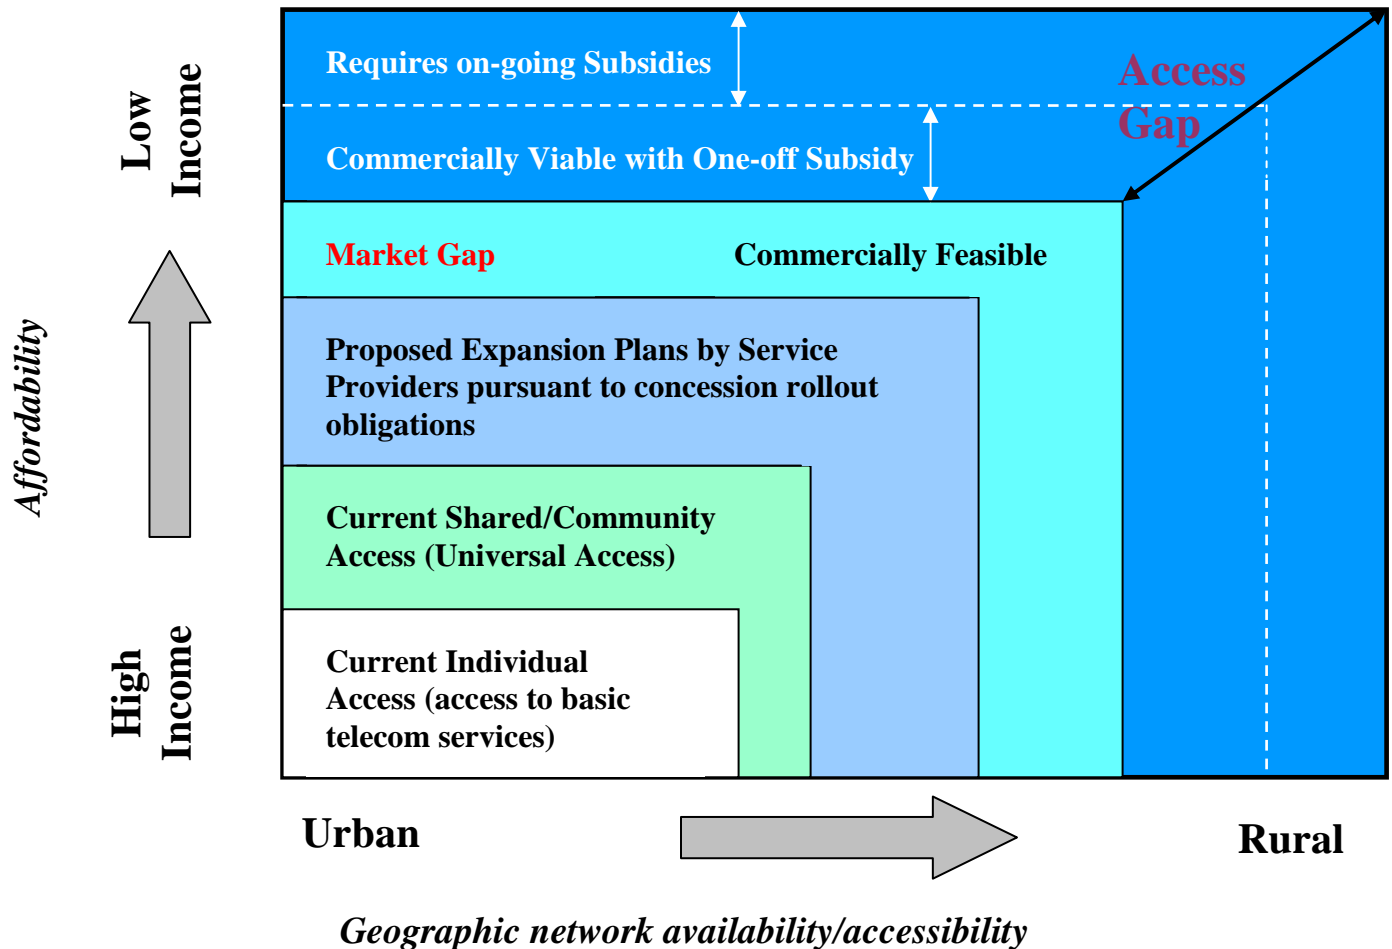 Requires on-going Subsidies
Access
Gap
Commercially Viable with One-off Subsidy
Low
Income
Market Gap
Commercially Feasible
Proposed Expansion Plans by Service
Providers pursuant to concession rollout
obligations
Affordability
Current Shared/Community
Access (Universal Access)
High
Income
Current Individual
Access (access to basic
telecom services)
Urban
Rural
Geographic network availability/accessibility